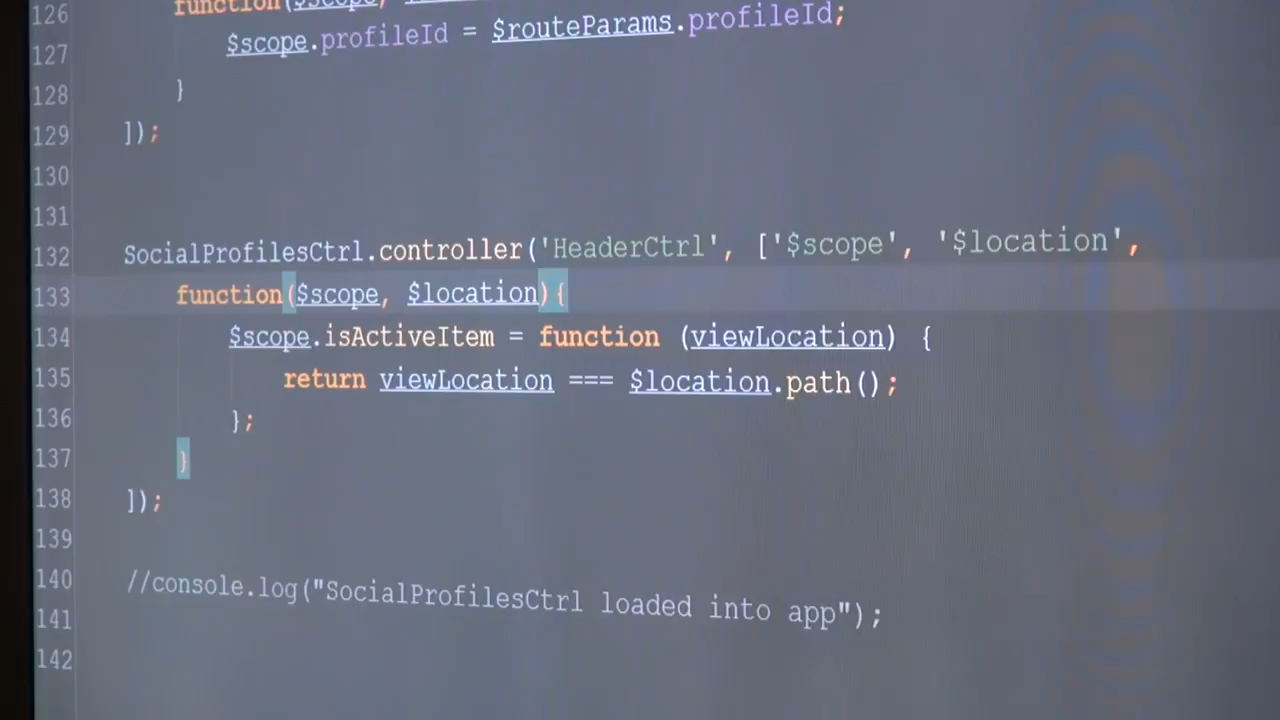 126 function($scope,
127 $scope.profileId = $routeParams.profileId;
128 }
129 ]);
130
131
132 SocialProfilesCtrl.controller('HeaderCtrl', ['$scope', '$location',
133 function($scope, $location){
134 $scope.isActiveItem = function (viewLocation) {
135 return viewLocation === $location.path();
136 };
137 }
138 ]);
139
140 //console.log("SocialProfilesCtrl loaded into app");
141
142